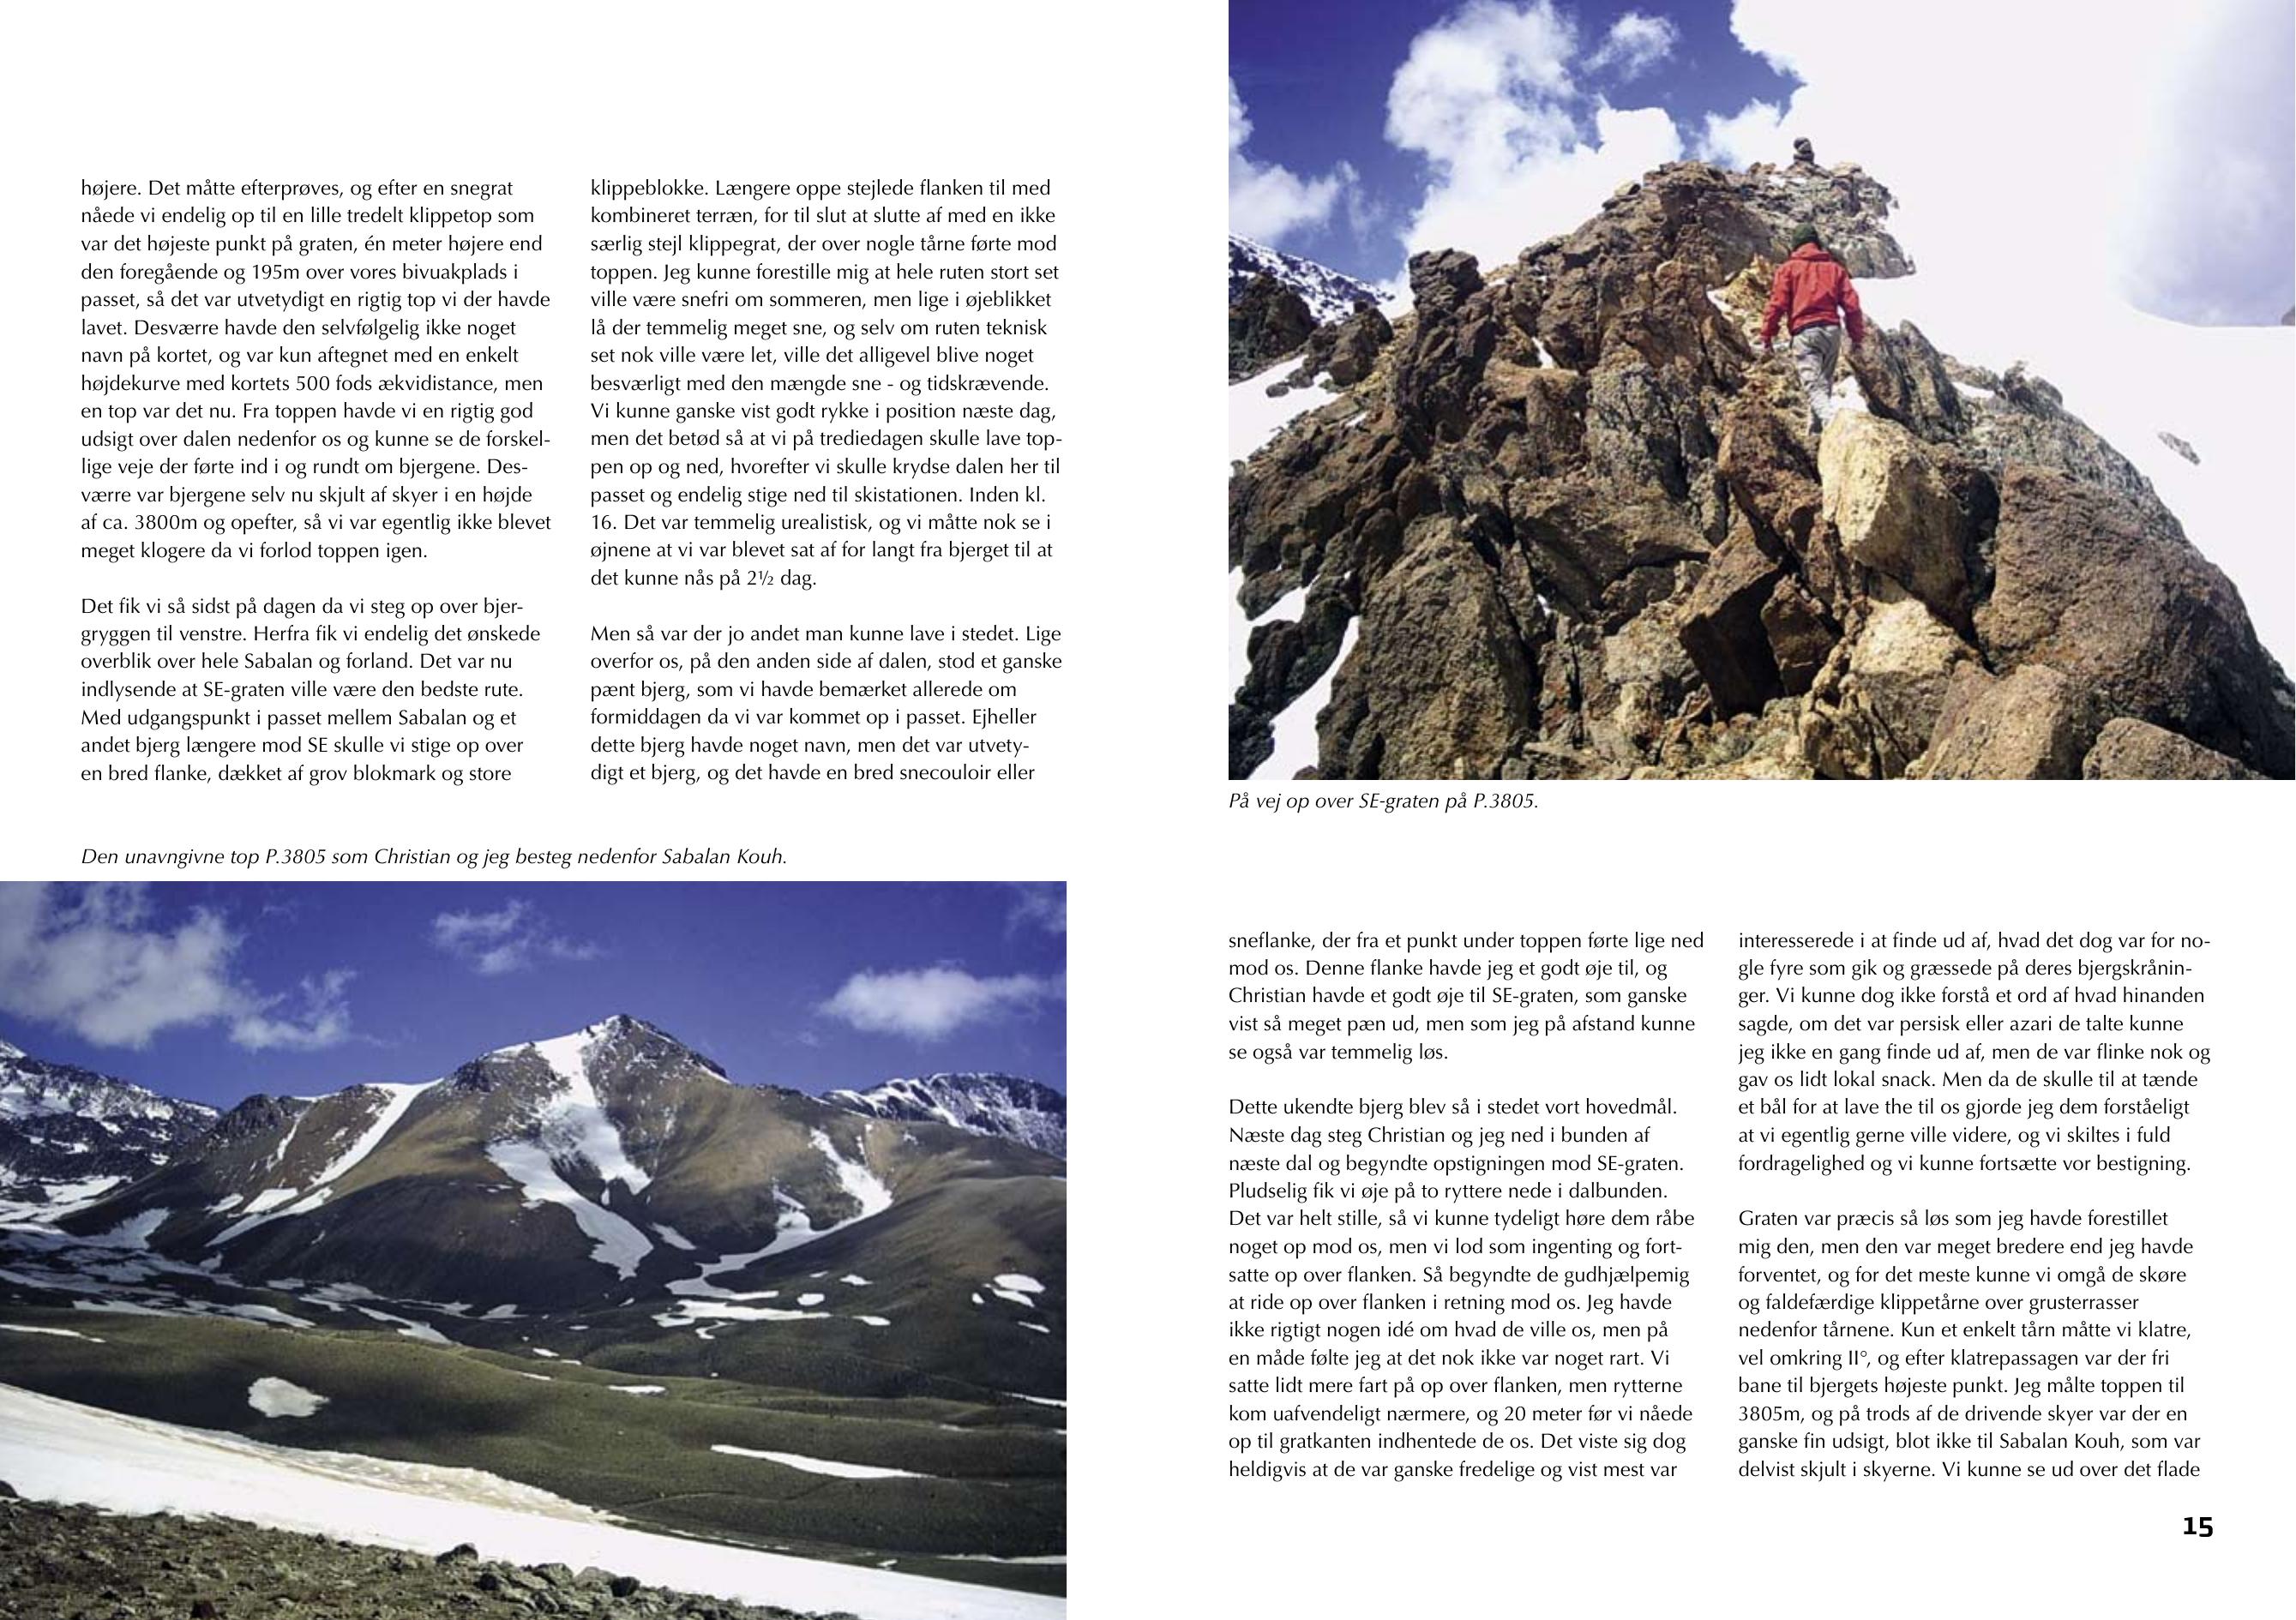 højere. Det måtte efterprøves, og efter en snegrat
nåede vi endelig op til en lille tredelt klippetop som
var det højeste punkt på graten, én meter højere end
den foregående og 195m over vores bivuakplads i
passet, så det var utvetydigt en rigtig top vi der havde
lavet. Desværre havde den selvfølgelig ikke noget
navn på kortet, og var kun aftegnet med en enkelt
højdekurve med kortets 500 fods ækvidistance, men
en top var det nu. Fra toppen havde vi en rigtig god
udsigt over dalen nedenfor os og kunne se de forskel-
lige veje der førte ind i og rundt om bjergene. Des-
værre var bjergene selv nu skjult af skyer i en højde
af ca. 3800m og opefter, så vi var egentlig ikke blevet
meget klogere da vi forlod toppen igen.
Det fik vi så sidst på dagen da vi steg op over bjer-
gryggen til venstre. Herfra fik vi endelig det ønskede
overblik over hele Sabalan og forland. Det var nu
indlysende at SE-graten ville være den bedste rute.
Med udgangspunkt i passet mellem Sabalan og et
andet bjerg længere mod SE skulle vi stige op over
en bred flanke, dækket af grov blokmark og store
klippeblokke. Længere oppe stejlede flanken til med
kombineret terræn, for til slut at slutte af med en ikke
særlig stejl klippegrat, der over nogle tårne førte mod
toppen. Jeg kunne forestille mig at hele ruten stort set
ville være snefri om sommeren, men lige i øjeblikket
lå der temmelig meget sne, og selv om ruten teknisk
set nok ville være let, ville det alligevel blive noget
besværligt med den mængde sne - og tidskrævende.
Vi kunne ganske vist godt rykke i position næste dag,
men det betød så at vi på trediedagen skulle lave top-
pen op og ned, hvorefter vi skulle krydse dalen her til
passet og endelig stige ned til skistationen. Inden kl.
16. Det var temmelig urealistisk, og vi måtte nok se i
øjnene at vi var blevet sat af for langt fra bjerget til at
det kunne nås på 2½ dag.
Men så var der jo andet man kunne lave i stedet. Lige
overfor os, på den anden side af dalen, stod et ganske
pænt bjerg, som vi havde bemærket allerede om
formiddagen da vi var kommet op i passet. Ejheller
dette bjerg havde noget navn, men det var utvety-
digt et bjerg, og det havde en bred snecouloir eller
Den unavngivne top P.3805 som Christian og jeg besteg nedenfor Sabalan Kouh.
På vej op over SE-graten på P.3805.
sneflanke, der fra et punkt under toppen førte lige ned
mod os. Denne flanke havde jeg et godt øje til, og
Christian havde et godt øje til SE-graten, som ganske
vist så meget pæn ud, men som jeg på afstand kunne
se også var temmelig løs.
Dette ukendte bjerg blev så i stedet vort hovedmål.
Næste dag steg Christian og jeg ned i bunden af
næste dal og begyndte opstigningen mod SE-graten.
Pludselig fik vi øje på to ryttere nede i dalbunden.
Det var helt stille, så vi kunne tydeligt høre dem råbe
noget op mod os, men vi lod som ingenting og fort-
satte op over flanken. Så begyndte de gudhjælpemig
at ride op over flanken i retning mod os. Jeg havde
ikke rigtigt nogen idé om hvad de ville os, men på
en måde følte jeg at det nok ikke var noget rart. Vi
satte lidt mere fart på op over flanken, men rytterne
kom uafvendeligt nærmere, og 20 meter før vi nåede
op til gratkanten indhentede de os. Det viste sig dog
heldigvis at de var ganske fredelige og vist mest var
interesserede i at finde ud af, hvad det dog var for no-
gle fyre som gik og græssede på deres bjergskrånin-
ger. Vi kunne dog ikke forstå et ord af hvad hinanden
sagde, om det var persisk eller azari de talte kunne
jeg ikke en gang finde ud af, men de var flinke nok og
gav os lidt lokal snack. Men da de skulle til at tænde
et bål for at lave the til os gjorde jeg dem forståeligt
at vi egentlig gerne ville videre, og vi skiltes i fuld
fordragelighed og vi kunne fortsætte vor bestigning.
Graten var præcis så løs som jeg havde forestillet
mig den, men den var meget bredere end jeg havde
forventet, og for det meste kunne vi omgå de skøre
og faldefærdige klippetårne over grusterrasser
nedenfor tårnene. Kun et enkelt tårn måtte vi klatre,
vel omkring II°, og efter klatrepassagen var der fri
bane til bjergets højeste punkt. Jeg målte toppen til
3805m, og på trods af de drivende skyer var der en
ganske fin udsigt, blot ikke til Sabalan Kouh, som var
delvist skjult i skyerne. Vi kunne se ud over det flade
15